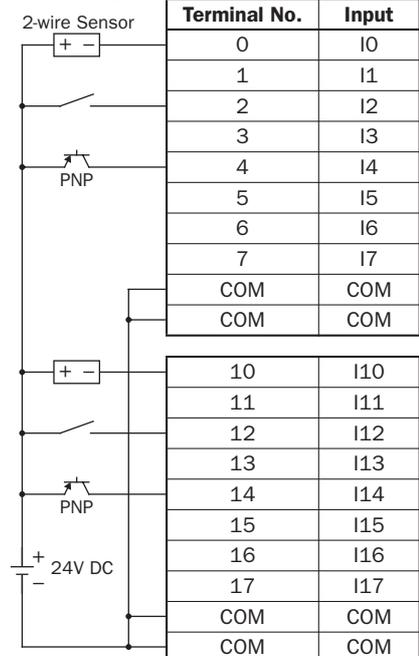 2-wire Sensor
Terminal No. Input
+ − 0 I0
1 I1
2 I2
3 I3
4 I4
PNP
5 I5
6 I6
7 I7
COM COM
COM COM
+ − 10 I10
11 I11
12 I12
13 I13
14 I14
PNP
15 I15
16 I16
+
24V DC
−
17 I17
COM COM
COM COM